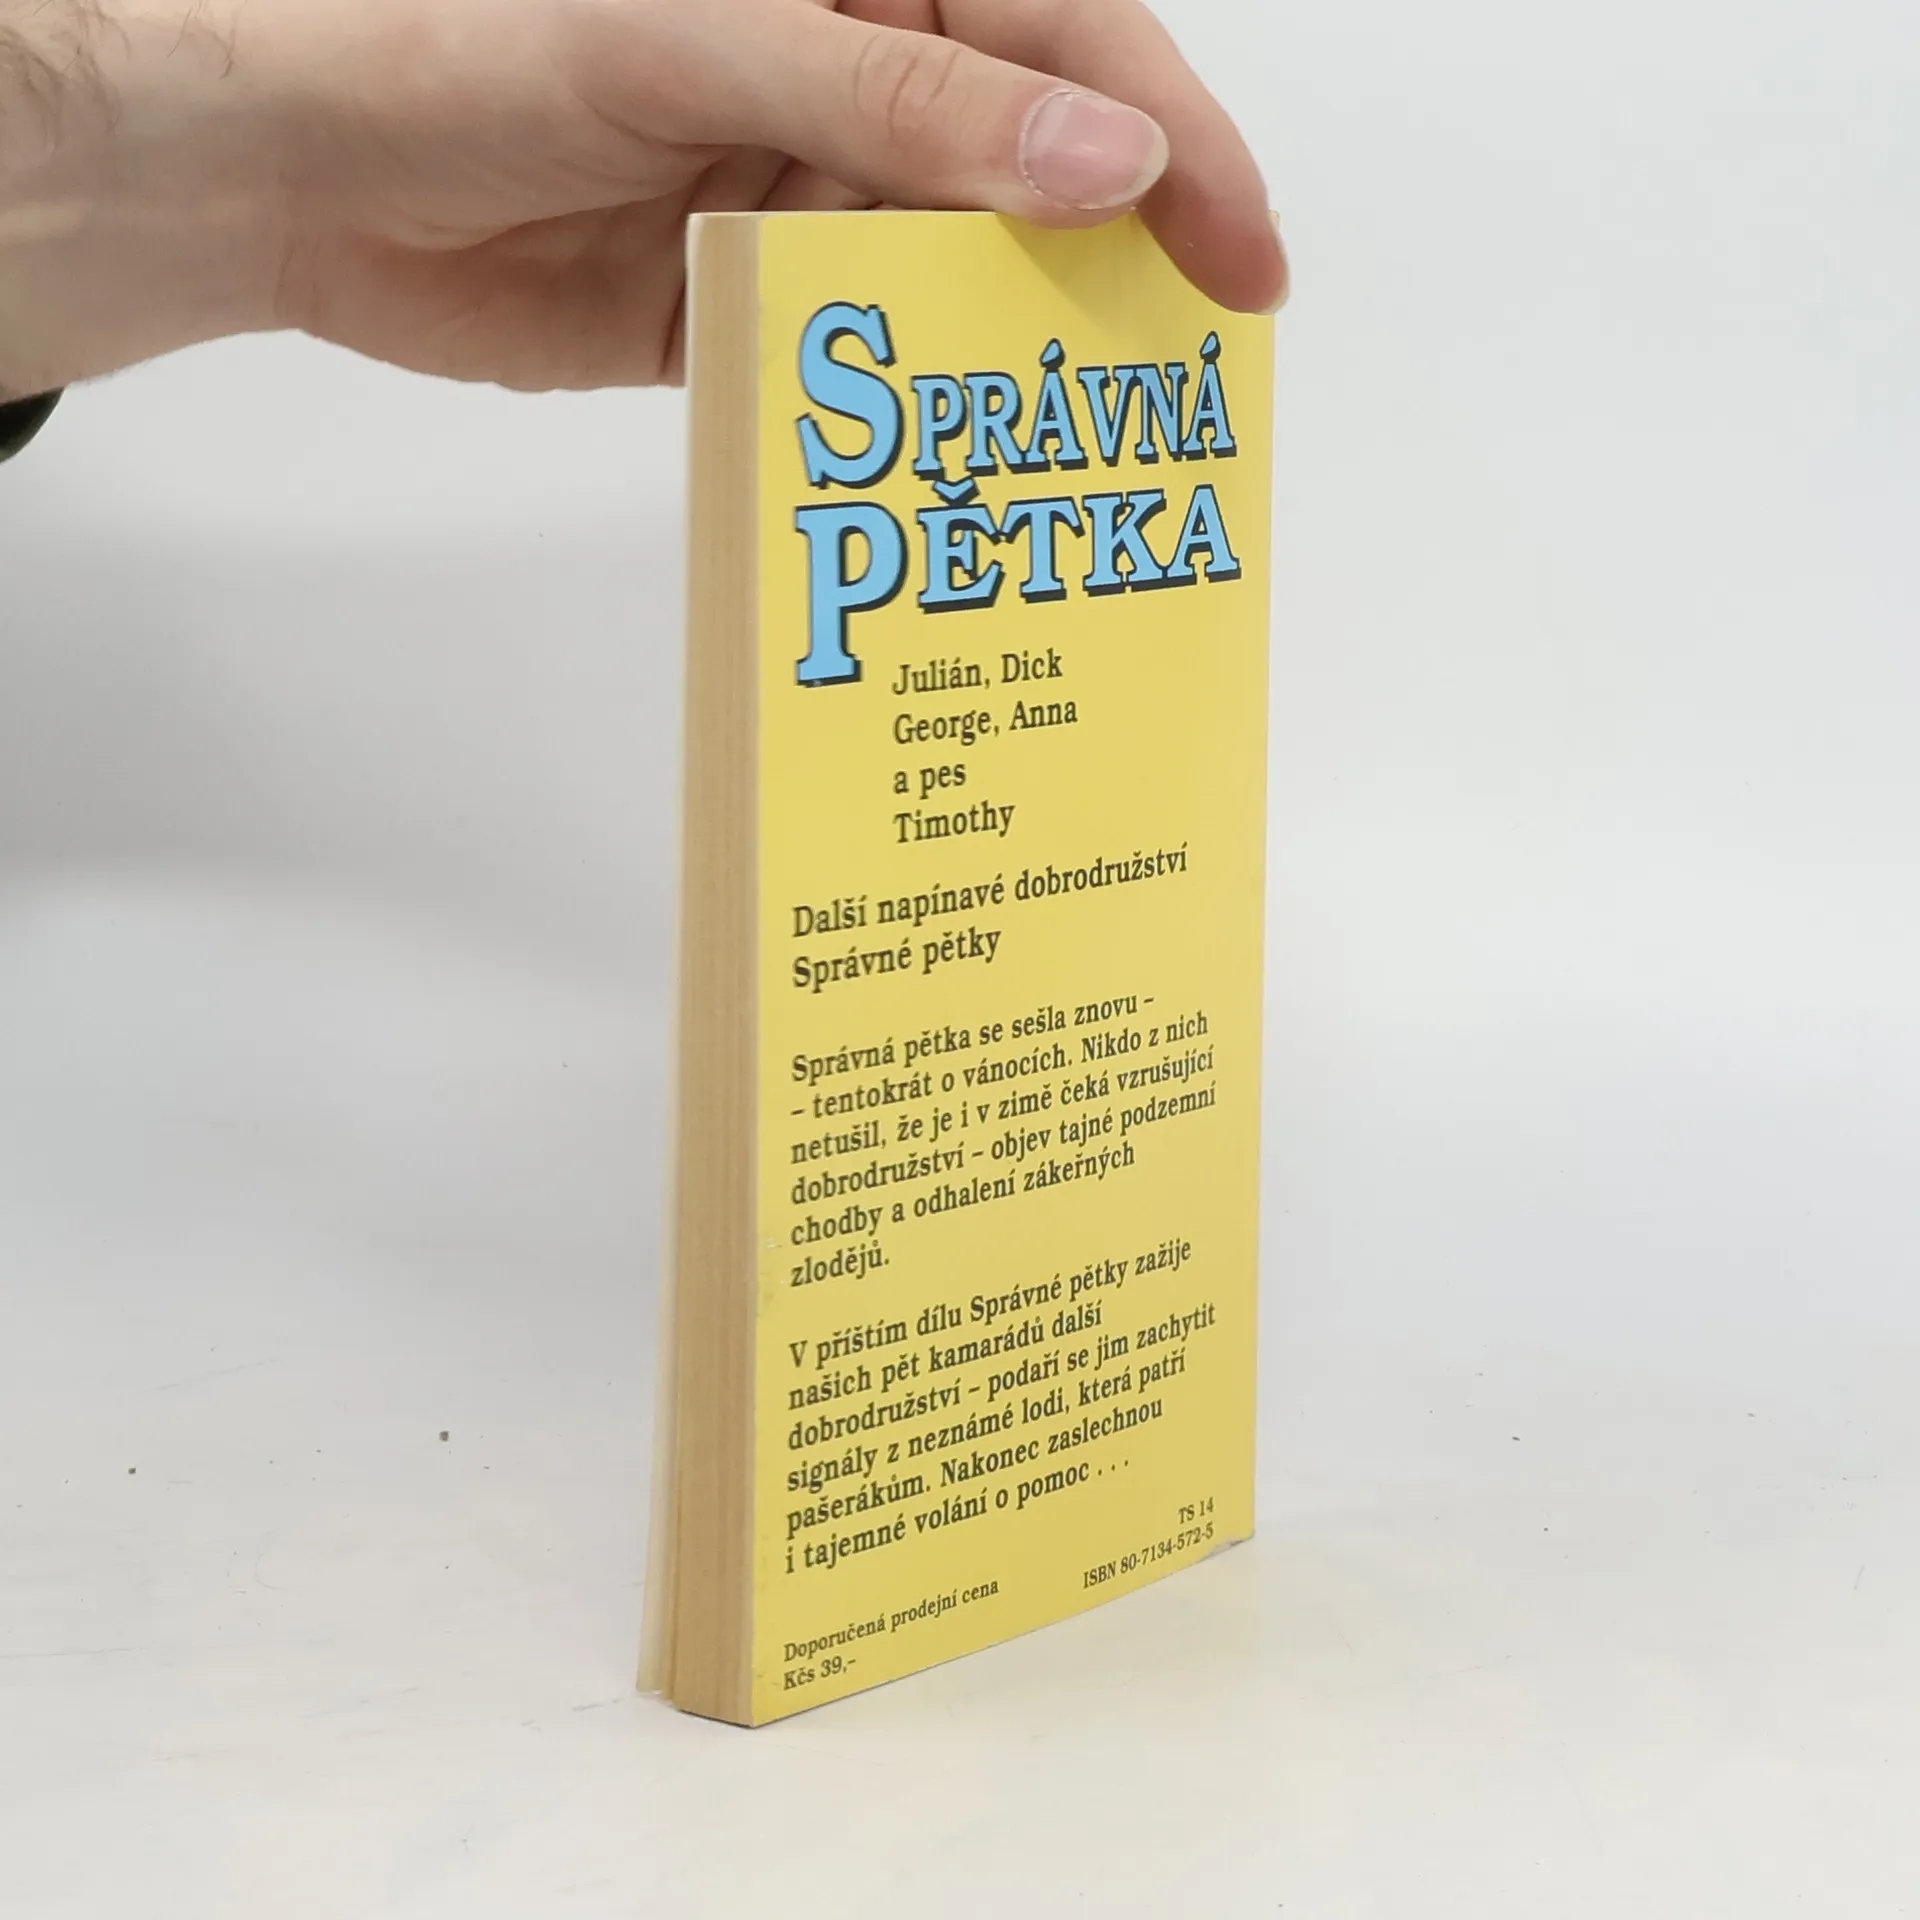 SPRÁVNÁ
PĚTKA
Julián, Dick
George, Anna
a pes
Timothy
Další napínavé dobrodružství
Správné pětky
Správná pětka se sešla znovu –
– tentokrát o vánocích. Nikdo z nich
netušil, že je i v zimě čeká vzrušující
dobrodružství – objev tajné podzemní
chodby a odhalení zákeřných
zlodějů.
V příštím dílu Správné pětky zažije
našich pět kamarádů další
dobrodružství – podaří se jim zachytit
signály z neznámé lodi, která patří
pašerákům. Nakonec zaslechnou
i tajemné volání o pomoc . . .
TS 14
ISBN 80-7134-572-5
Doporučená prodejní cena
Kčs 39,–